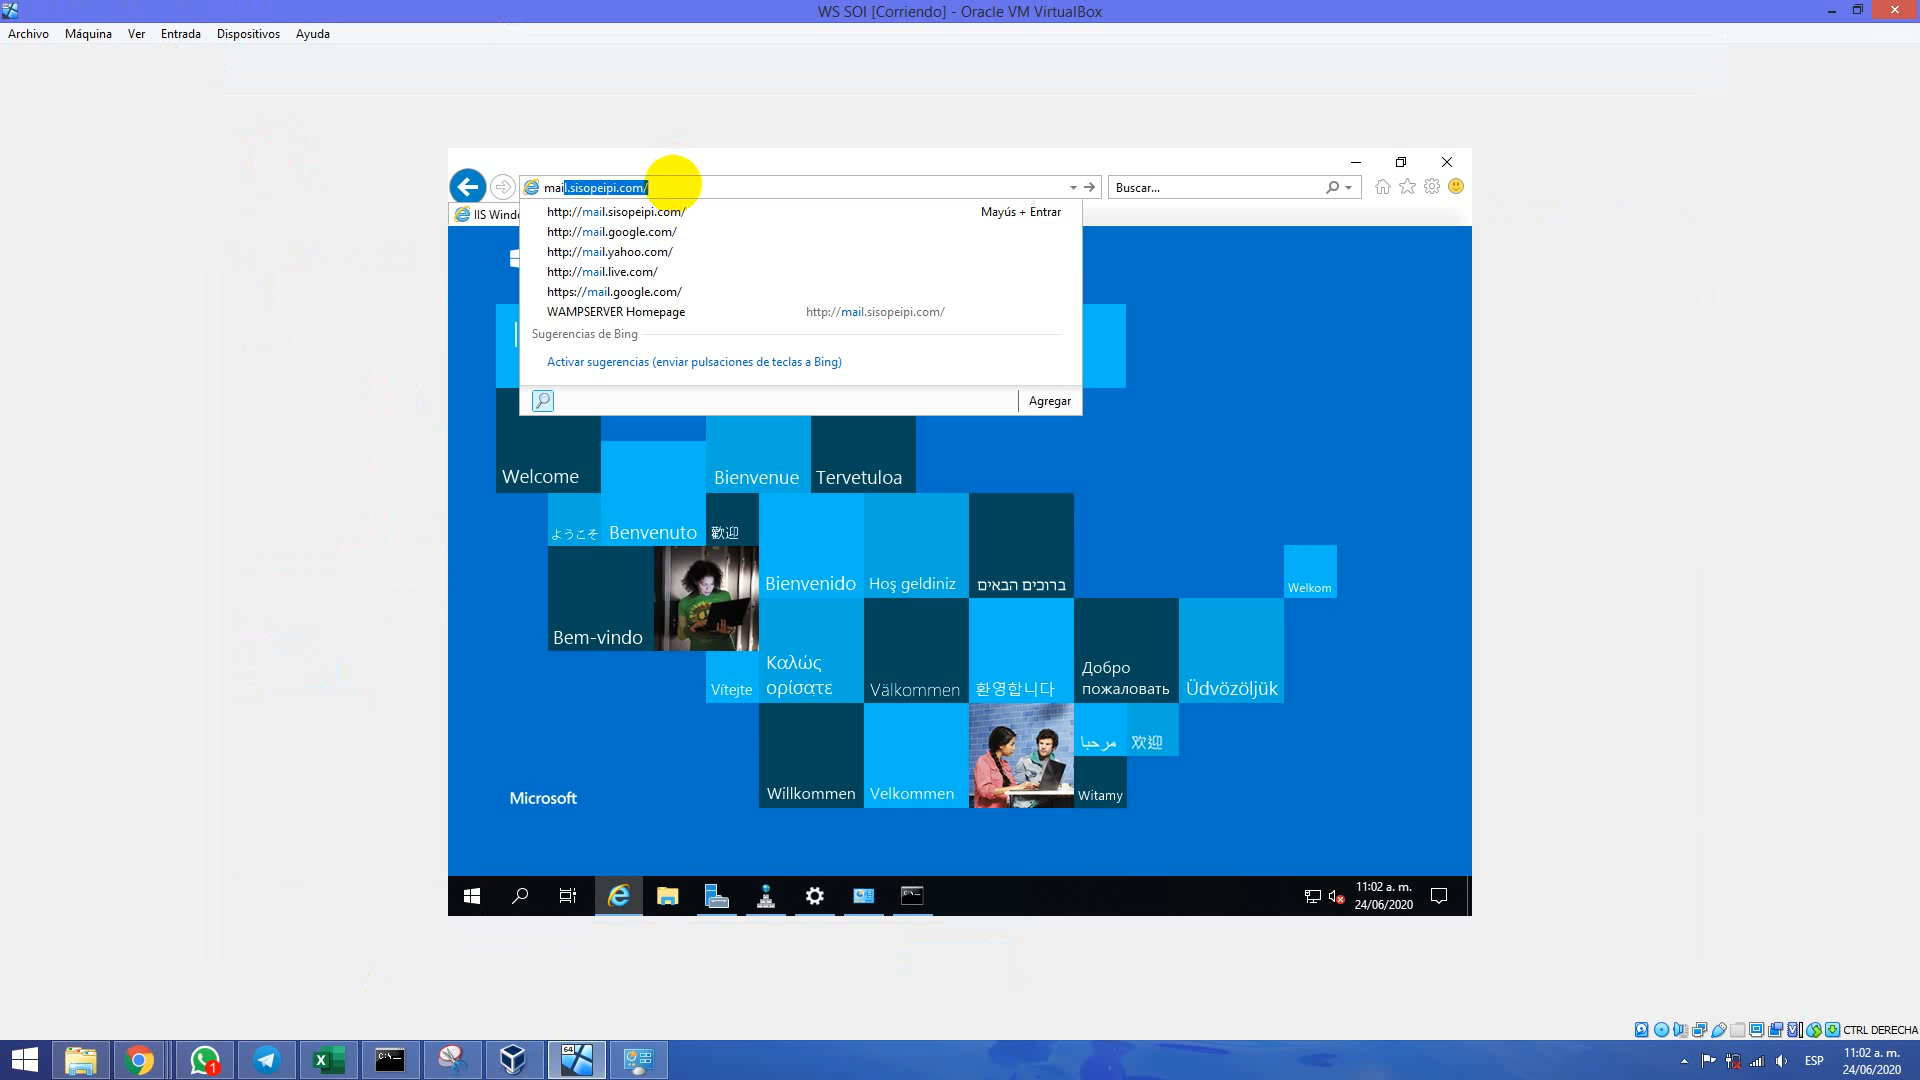 WS SOI [Corriendo] - Oracle VM VirtualBox
Archivo Máquina Ver Entrada Dispositivos Ayuda
mail.sisopeipi.com/
Buscar...
IIS Windo
http://mail.sisopeipi.com/ Mayús + Entrar
http://mail.google.com/
http://mail.yahoo.com/
http://mail.live.com/
https://mail.google.com/
WAMPSERVER Homepage http://mail.sisopeipi.com/
Sugerencias de Bing
Activar sugerencias (enviar pulsaciones de teclas a Bing)
Agregar
Welcome
Bienvenue
Tervetuloa
ようこそ
Benvenuto
歡迎
Bienvenido
Hoş geldiniz
ברוכים הבאים
Welkom
Bem-vindo
Vítejte
Καλώς
ορίσατε
Välkommen
환영합니다
Добро
пожаловать
Üdvözöljük
Microsoft
Willkommen
Velkommen
مرحبا
欢迎
Witamy
11:02 a. m.
24/06/2020
CTRL DERECHA
1
64
ESP
11:02 a. m.
24/06/2020